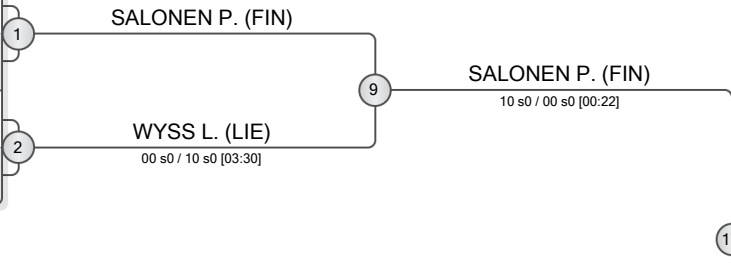 SALONEN P. (FIN)
1
9
SALONEN P. (FIN)
10 s0 / 00 s0 [00:22]
WYSS L. (LIE)
2
00 s0 / 10 s0 [03:30]